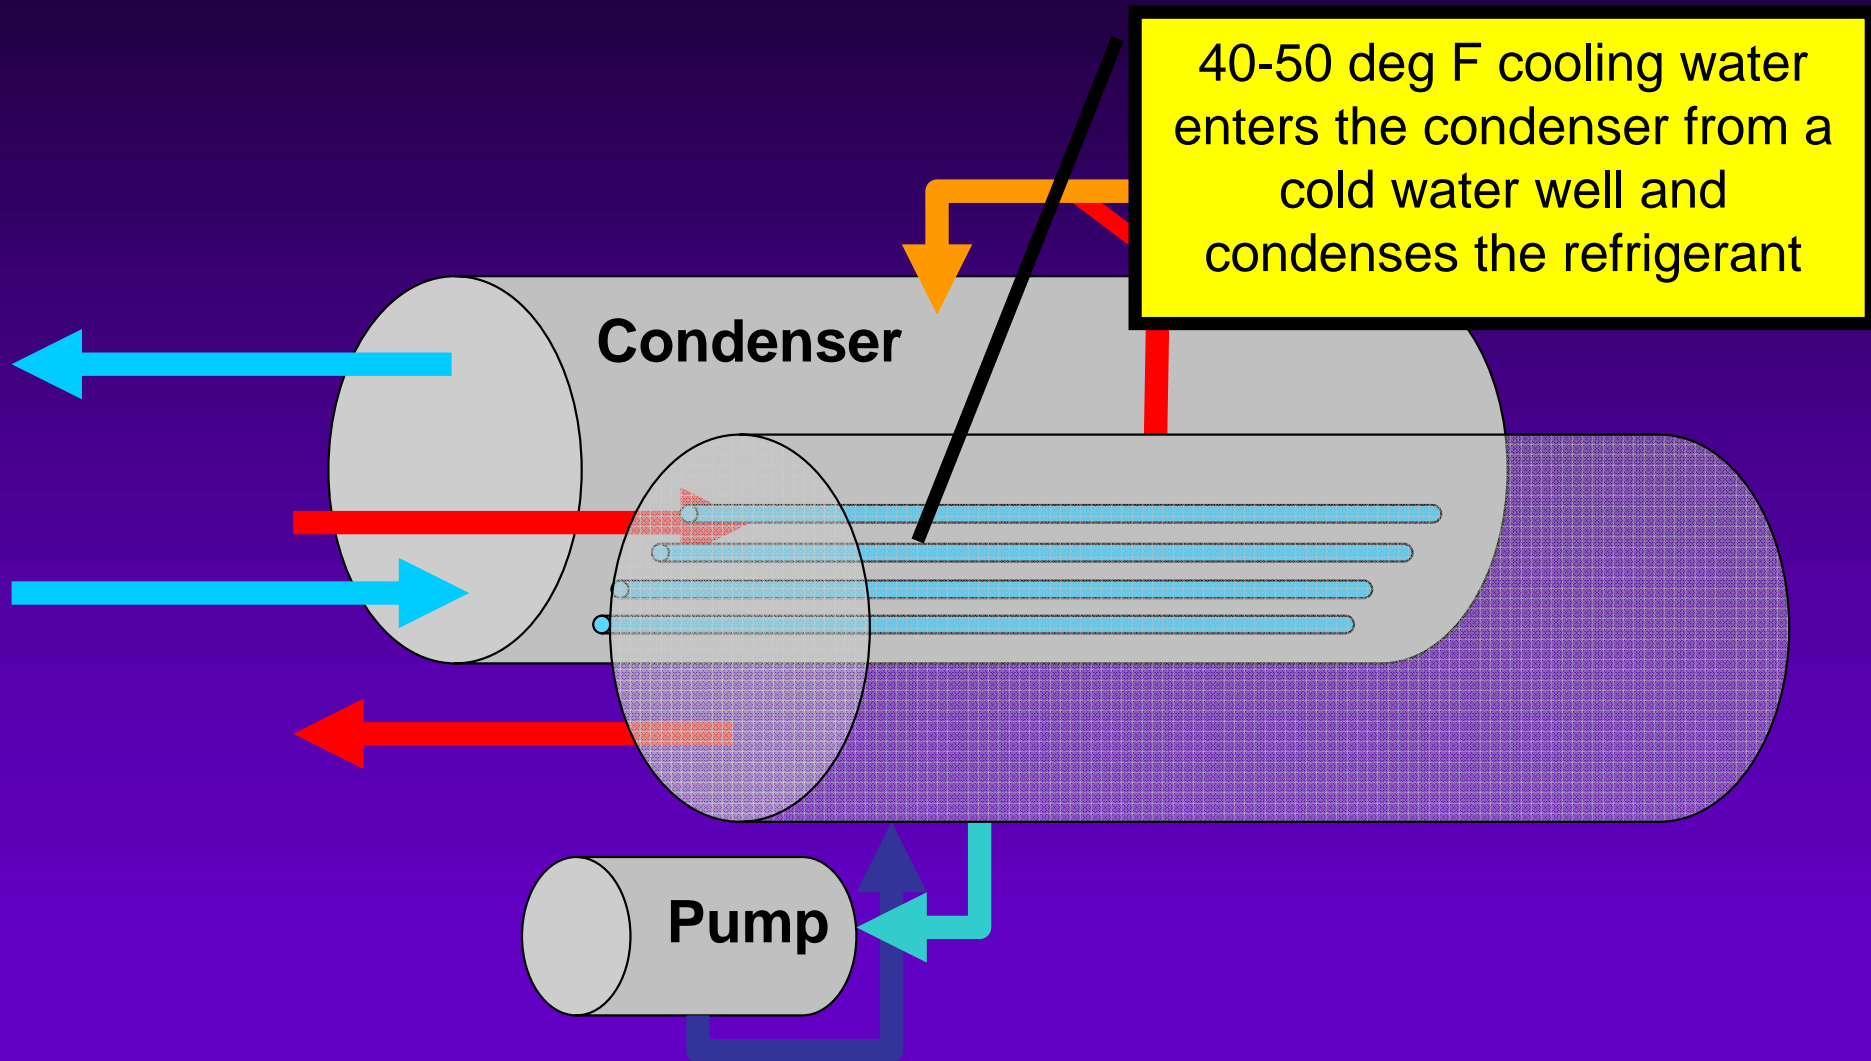 40-50 deg F cooling water
enters the condenser from a
cold water well and
condenses the refrigerant
Condenser
Pump